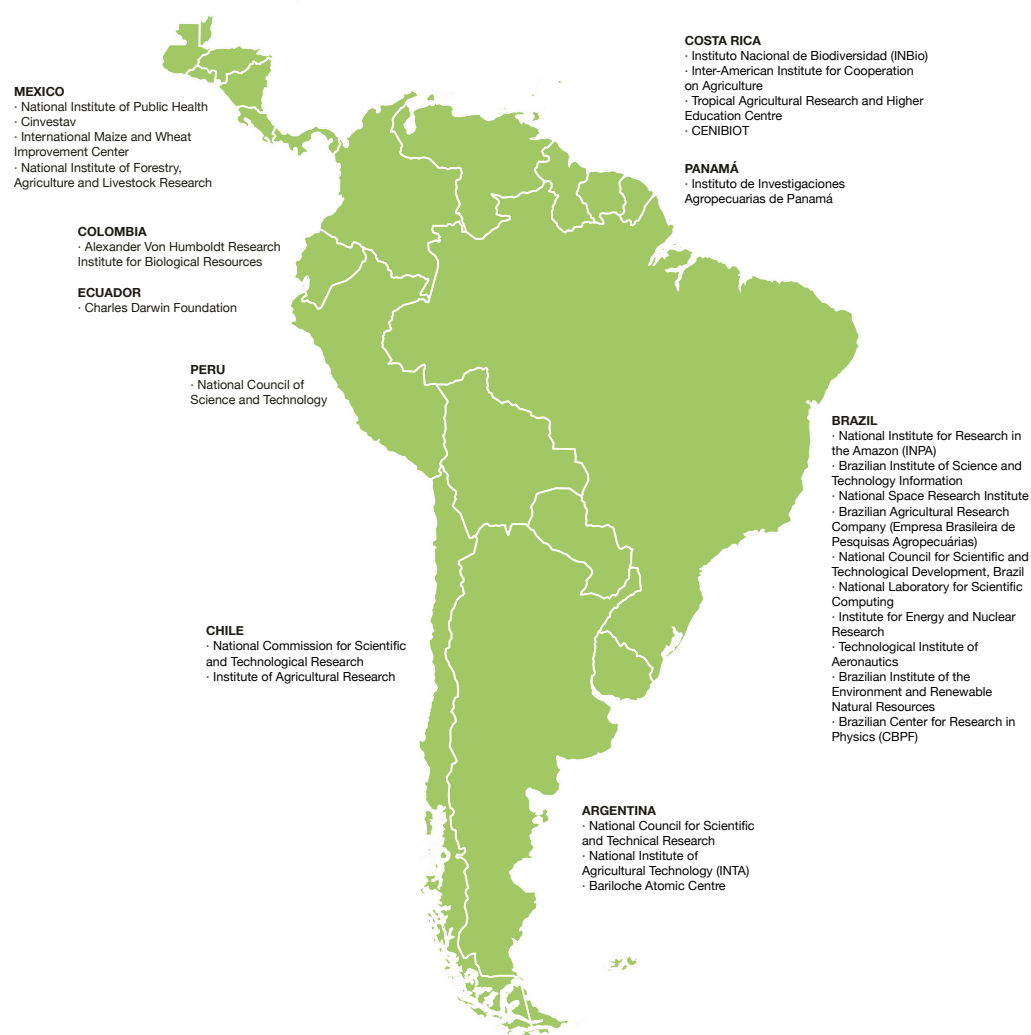 MEXICO
· National Institute of Public Health
· Cinvestav
· International Maize and Wheat
Improvement Center
· National Institute of Forestry,
Agriculture and Livestock Research
COLOMBIA
· Alexander Von Humboldt Research
Institute for Biological Resources
ECUADOR
· Charles Darwin Foundation
PERU
· National Council of
Science and Technology
CHILE
· National Commission for Scientific
and Technological Research
· Institute of Agricultural Research
COSTA RICA
· Instituto Nacional de Biodiversidad (INBio)
· Inter-American Institute for Cooperation
on Agriculture
· Tropical Agricultural Research and Higher
Education Centre
· CENIBIOT
PANAMÁ
· Instituto de Investigaciones
Agropecuarias de Panamá
BRAZIL
· National Institute for Research in
the Amazon (INPA)
· Brazilian Institute of Science and
Technology Information
· National Space Research Institute
· Brazilian Agricultural Research
Company (Empresa Brasileira de
Pesquisas Agropecuárias)
· National Council for Scientific and
Technological Development, Brazil
· National Laboratory for Scientific
Computing
· Institute for Energy and Nuclear
Research
· Technological Institute of
Aeronautics
· Brazilian Institute of the
Environment and Renewable
Natural Resources
· Brazilian Center for Research in
Physics (CBPF)
ARGENTINA
· National Council for Scientific
and Technical Research
· National Institute of
Agricultural Technology (INTA)
· Bariloche Atomic Centre